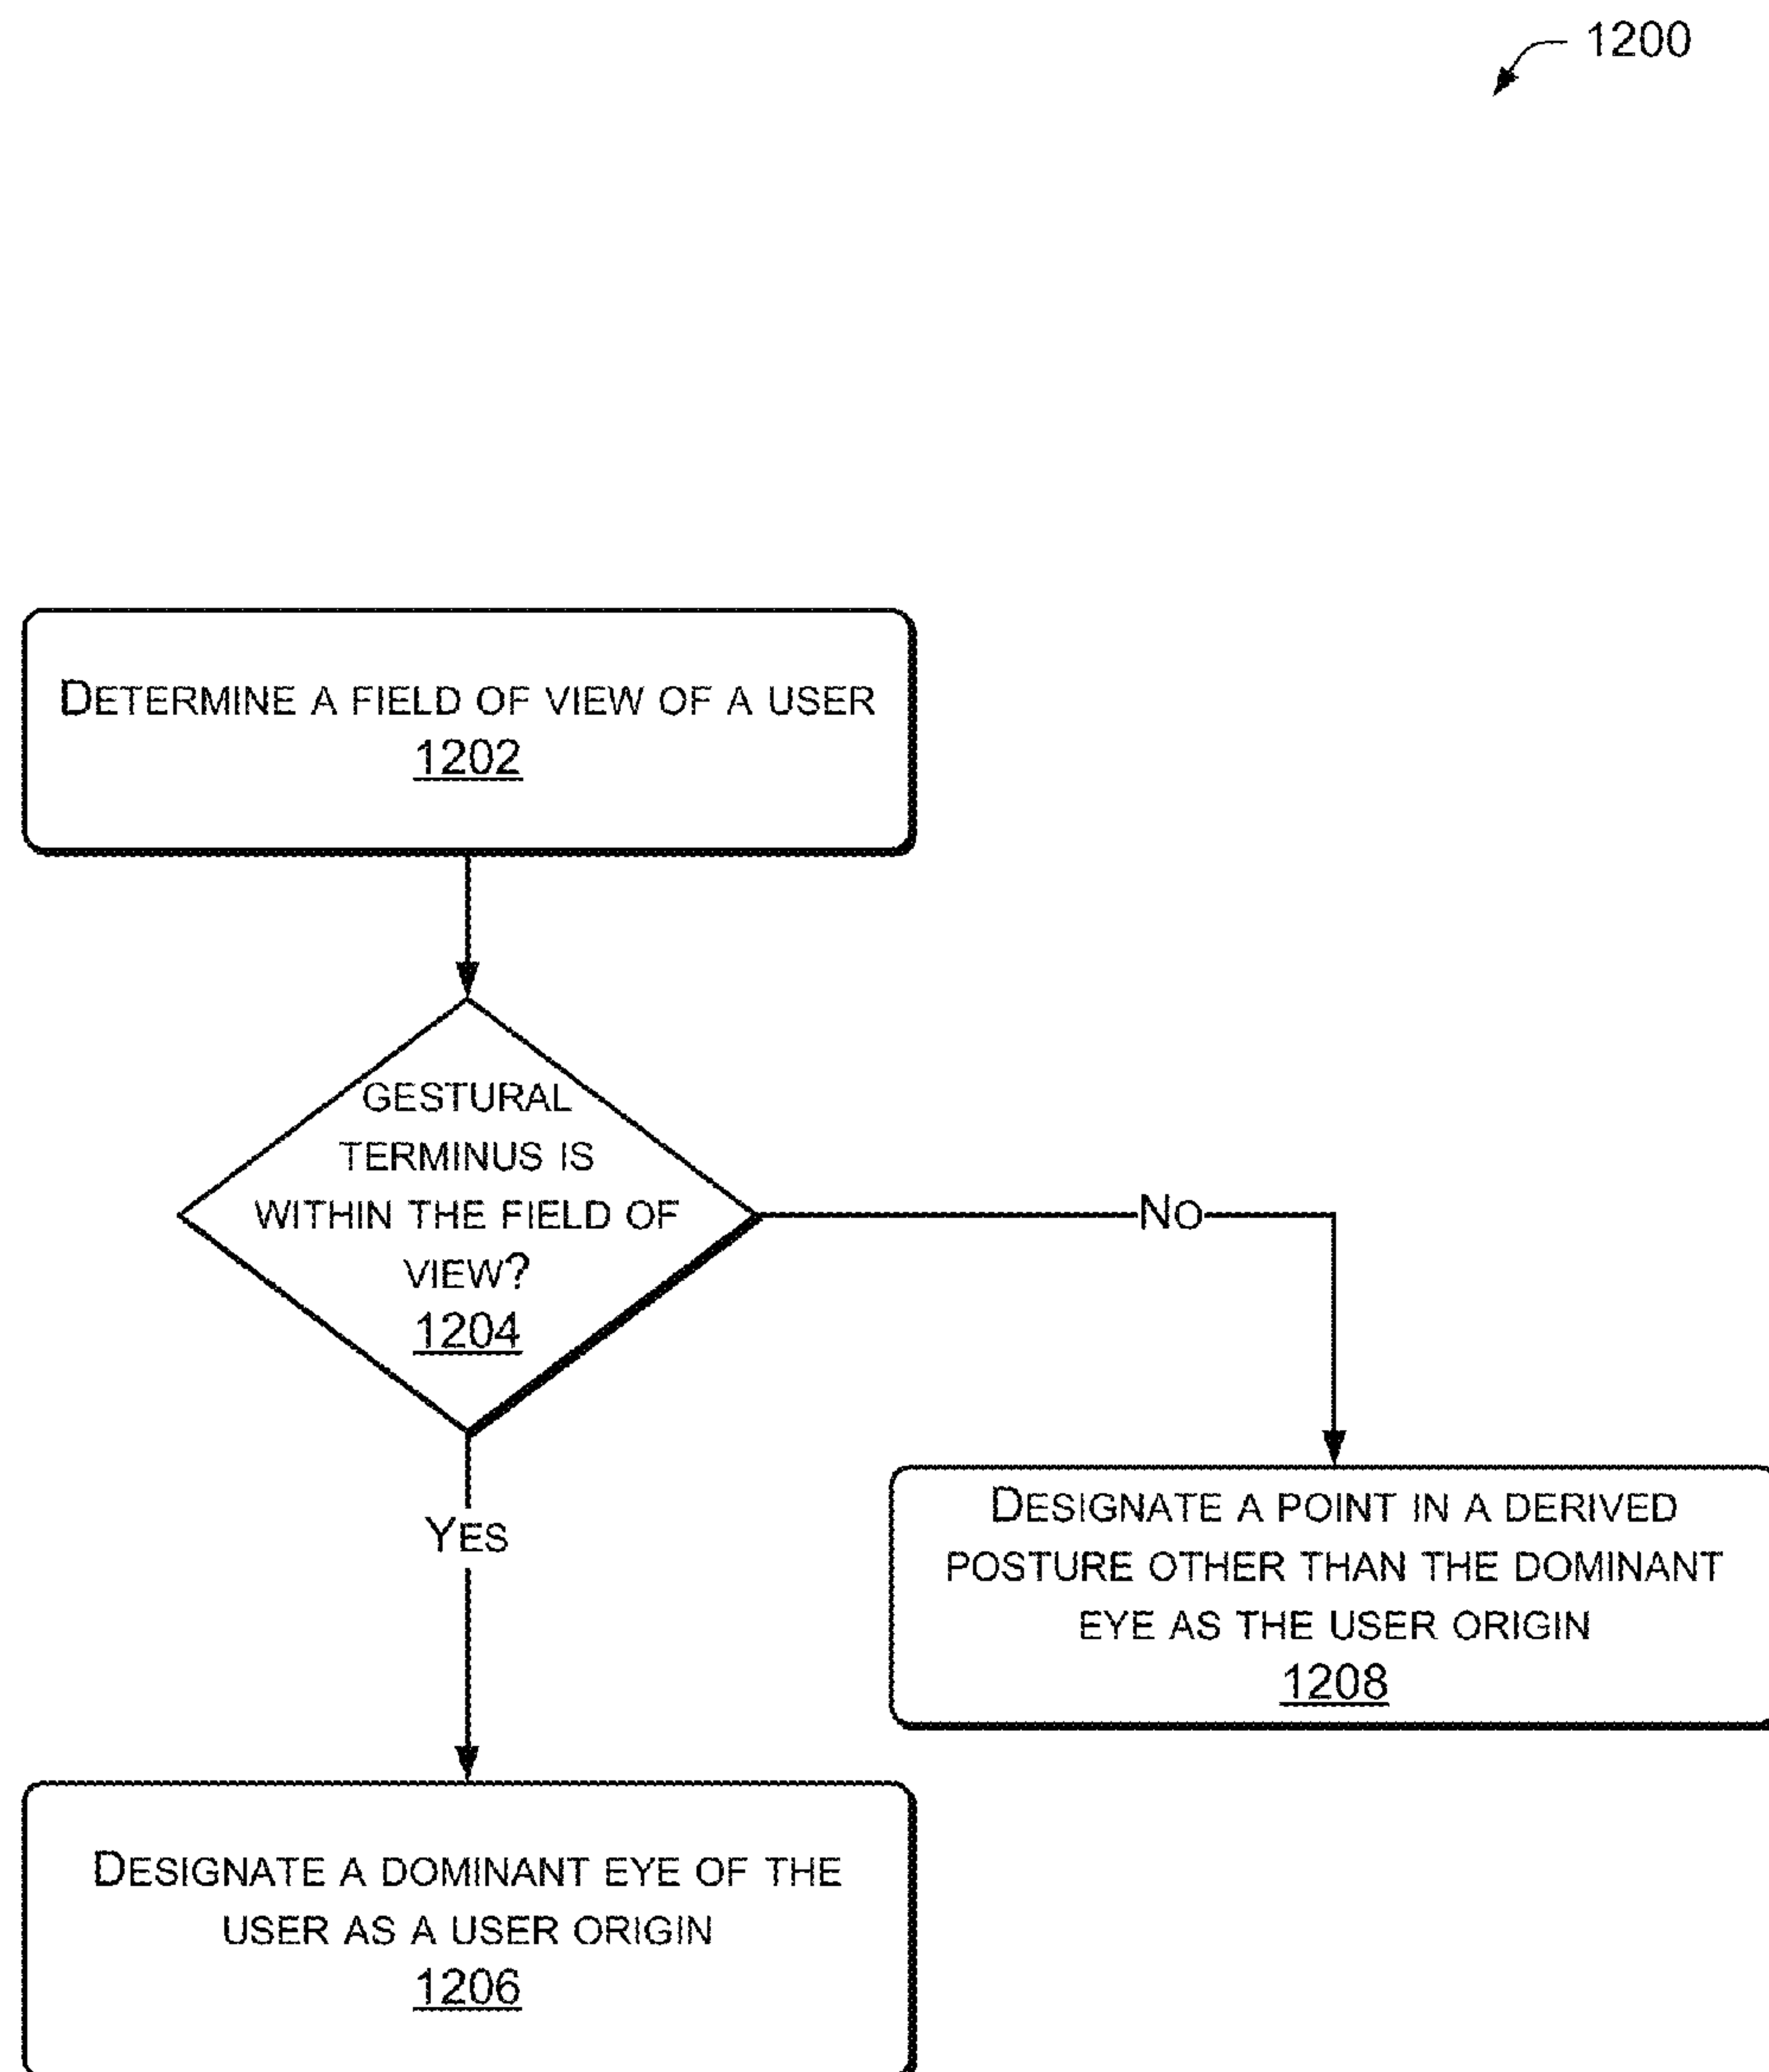 1200
DETERMINE A FIELD OF VIEW OF A USER
1202
GESTURAL
TERMINUS IS
WITHIN THE FIELD OF
VIEW?
1204
NO
YES
DESIGNATE A POINT IN A DERIVED
POSTURE OTHER THAN THE DOMINANT
EYE AS THE USER ORIGIN
1208
DESIGNATE A DOMINANT EYE OF THE
USER AS A USER ORIGIN
1206